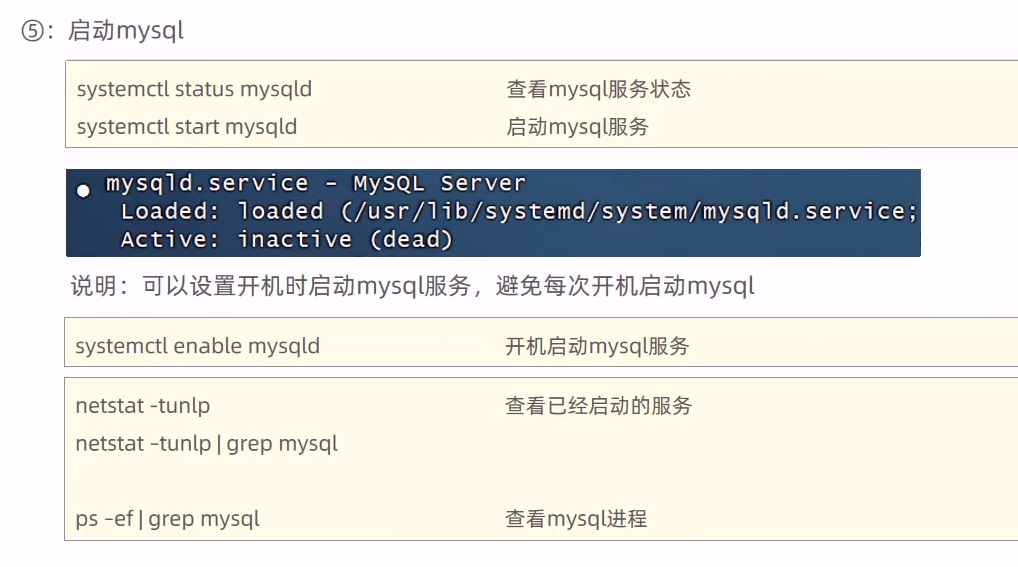 ⑤：启动mysql
systemctl status mysqld 查看mysql服务状态
systemctl start mysqld 启动mysql服务
● mysqld.service - MySQL Server
Loaded: loaded (/usr/lib/systemd/system/mysqld.service;
Active: inactive (dead)
说明：可以设置开机时启动mysql服务，避免每次开机启动mysql
systemctl enable mysqld 开机启动mysql服务
netstat -tunlp 查看已经启动的服务
netstat –tunlp | grep mysql
ps –ef | grep mysql 查看mysql进程